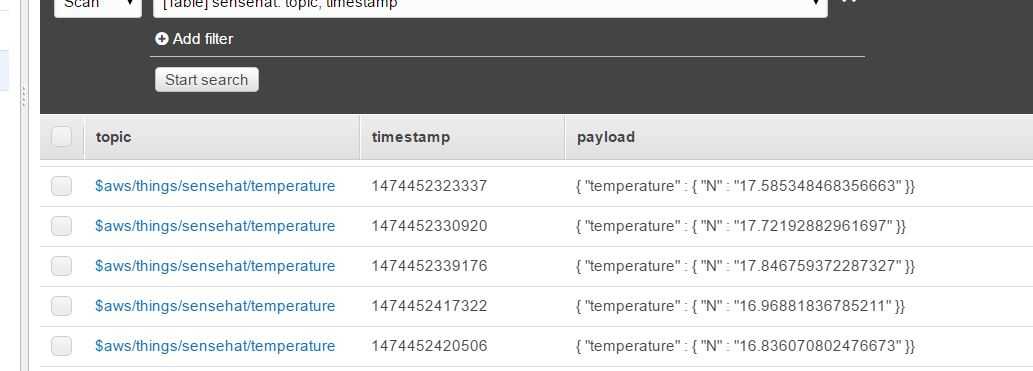 Scan [Table] sensehat: topic, timestamp
Add filter
Start search
topic timestamp payload
$aws/things/sensehat/temperature 1474452323337 { "temperature" : { "N" : "17.585348468356663" }}
$aws/things/sensehat/temperature 1474452330920 { "temperature" : { "N" : "17.72192882961697" }}
$aws/things/sensehat/temperature 1474452339176 { "temperature" : { "N" : "17.846759372287327" }}
$aws/things/sensehat/temperature 1474452417322 { "temperature" : { "N" : "16.96881836785211" }}
$aws/things/sensehat/temperature 1474452420506 { "temperature" : { "N" : "16.836070802476673" }}